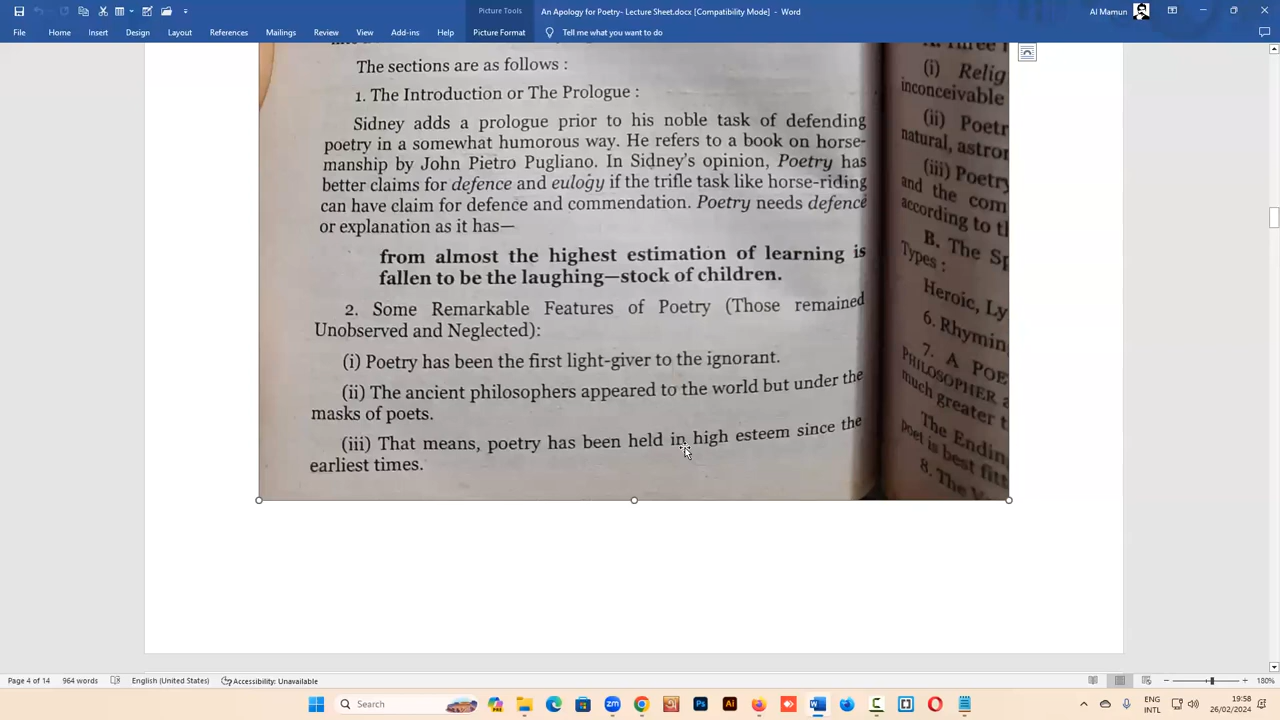 Picture Tools
An Apology for Poetry- Lecture Sheet.docx [Compatibility Mode] - Word
Al Mamun
File Home Insert Design Layout References Mailings Review View Add-ins Help Picture Format Tell me what you want to do
The sections are as follows :
1. The Introduction or The Prologue :
Sidney adds a prologue prior to his noble task of defending
poetry in a somewhat humorous way. He refers to a book on horse-
manship by John Pietro Pugliano. In Sidney's opinion, Poetry has
better claims for defence and eulogy if the trifle task like horse-riding
can have claim for defence and commendation. Poetry needs defence
or explanation as it has—
from almost the highest estimation of learning is
fallen to be the laughing—stock of children.
2. Some Remarkable Features of Poetry (Those remained
Unobserved and Neglected):
(i) Poetry has been the first light-giver to the ignorant.
(ii) The ancient philosophers appeared to the world but under the
masks of poets.
(iii) That means, poetry has been held in high esteem since the
earliest times.
(i) Relig
inconceivable
(ii) Poetr
natural, astron
(iii) Poetry
and the com
according to th
B. The Sp
Types :
Heroic, Ly
6. Rhyming
7. A POE
PHILOSOPHER a
much greater t
The Ending
poet is best fitt
8. The V
Page 4 of 14 964 words English (United States) Accessibility: Unavailable 180%
Search
ENG
INTL
19:58
26/02/2024